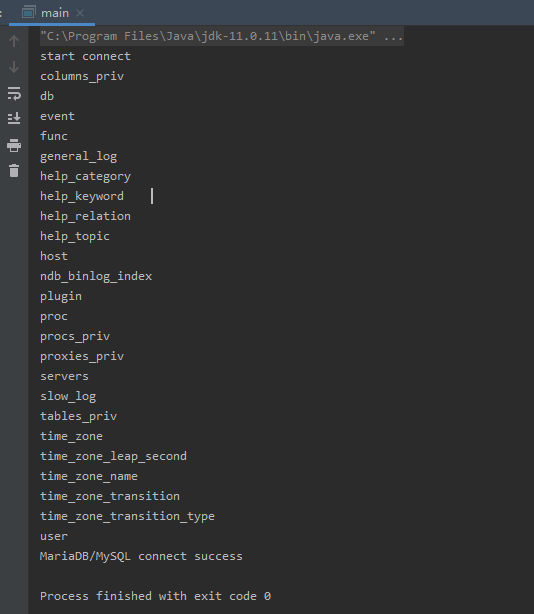 main
"C:\Program Files\Java\jdk-11.0.11\bin\java.exe" ...
start connect
columns_priv
db
event
func
general_log
help_category
help_keyword
help_relation
help_topic
host
ndb_binlog_index
plugin
proc
procs_priv
proxies_priv
servers
slow_log
tables_priv
time_zone
time_zone_leap_second
time_zone_name
time_zone_transition
time_zone_transition_type
user
MariaDB/MySQL connect success
Process finished with exit code 0